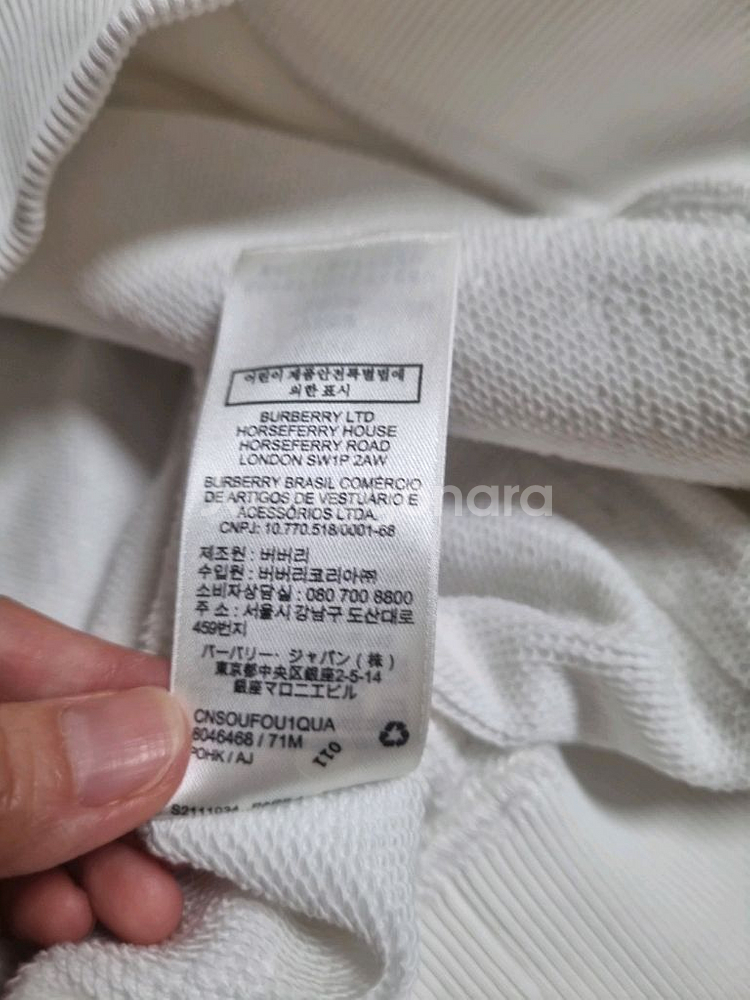 어린이 제품안전특별법에
의한 표시
BURBERRY LTD
HORSEFERRY HOUSE
HORSEFERRY ROAD
LONDON SW1P 2AW
BURBERRY BRASIL COMÉRCIO
DE ARTIGOS DE VESTUÁRIO E
ACESSÓRIOS LTDA.
CNPJ: 10.770.518/0001-68
제조원 : 버버리
수입원 : 버버리코리아㈜
소비자상담실 : 080 700 8800
주 소 : 서울시 강남구 도산대로
459번지
バーバリー・ジャパン(株)
東京都中央区銀座2-5-14
銀座マロニエビル
CNSOUFOU1QUA
8046468 / 71M
POHK / AJ
011